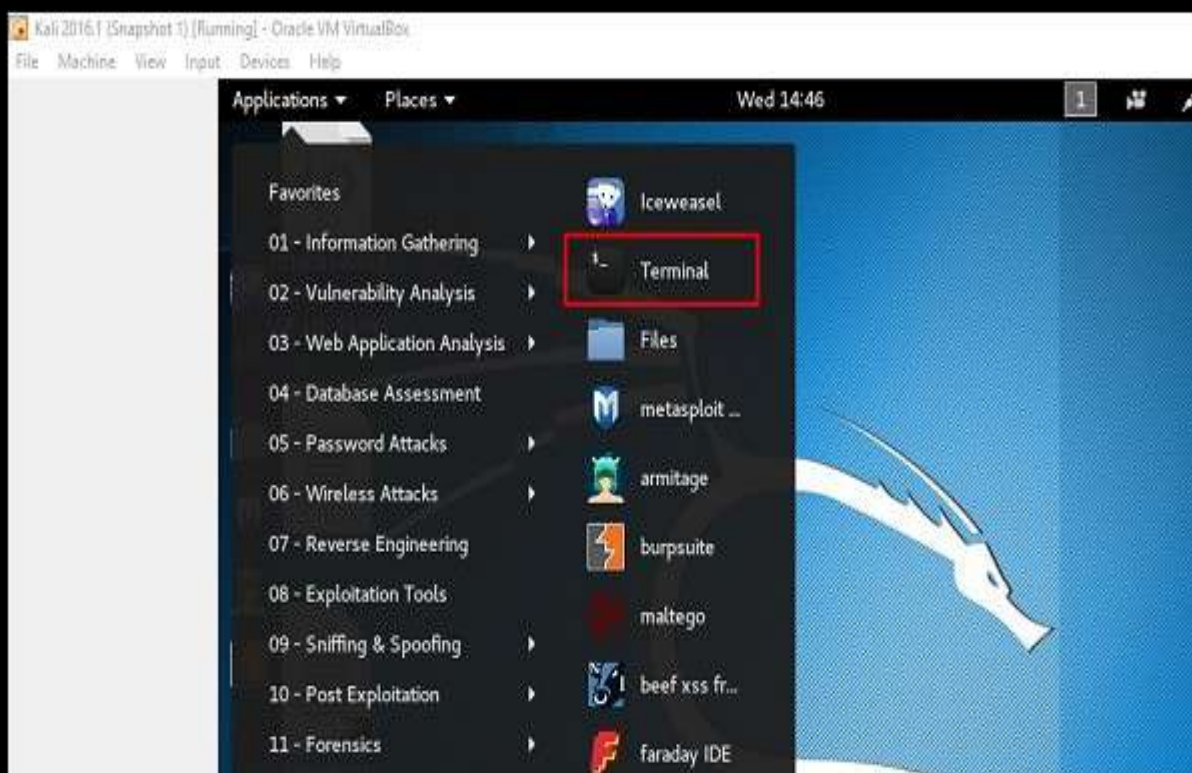 Kali 2016.1 (Snapshot 1) [Running] - Oracle VM VirtualBox
File Machine View Input Devices Help
Applications Places Wed 14:46 1
Favorites
01 - Information Gathering
02 - Vulnerability Analysis
03 - Web Application Analysis
04 - Database Assessment
05 - Password Attacks
06 - Wireless Attacks
07 - Reverse Engineering
08 - Exploitation Tools
09 - Sniffing & Spoofing
10 - Post Exploitation
11 - Forensics
Iceweasel
Terminal
Files
metasploit ...
armitage
burpsuite
maltego
beef xss fr...
faraday IDE